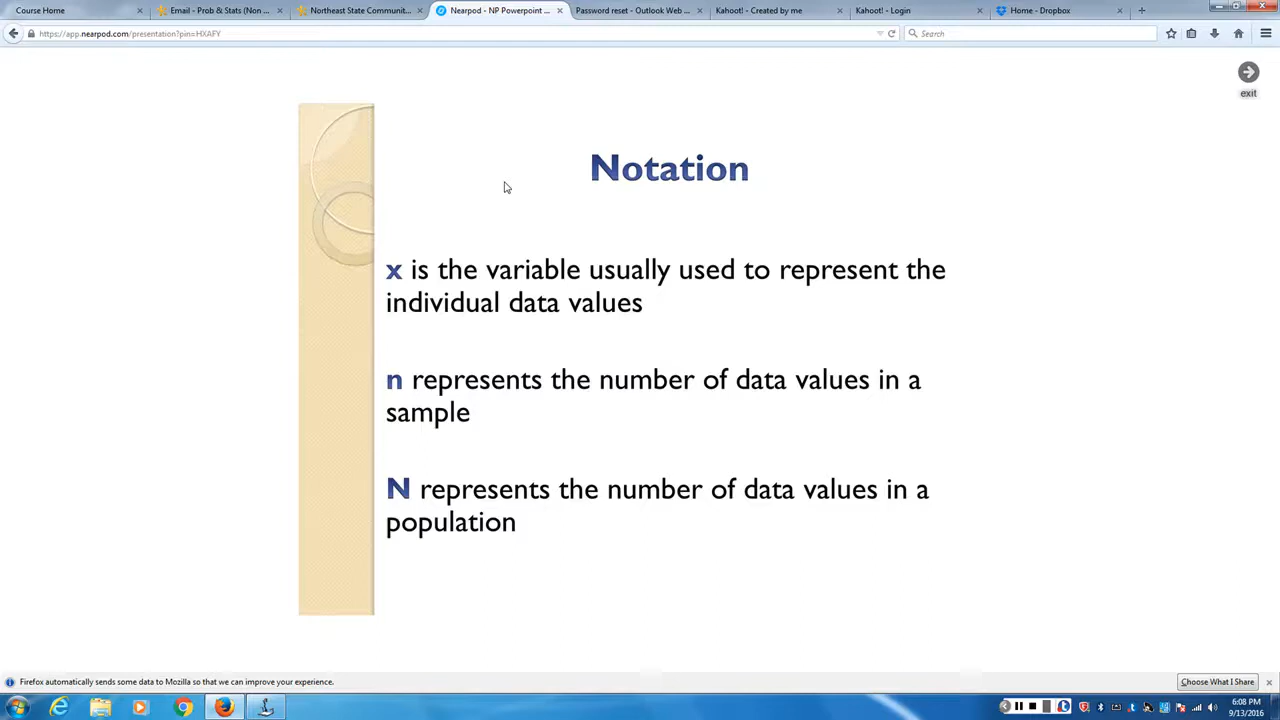 Course Home
Email - Prob & Stats (Non ...
Northeast State Communit...
Nearpod - NP Powerpoint ...
Password reset - Outlook Web ...
Kahoot! - Created by me
Kahoot! - Login
Home - Dropbox
https://app.nearpod.com/presentation?pin=HXAFY
Search
exit
Notation
x is the variable usually used to represent the
individual data values
n represents the number of data values in a
sample
N represents the number of data values in a
population
Firefox automatically sends some data to Mozilla so that we can improve your experience.
Choose What I Share
6:08 PM
9/13/2016